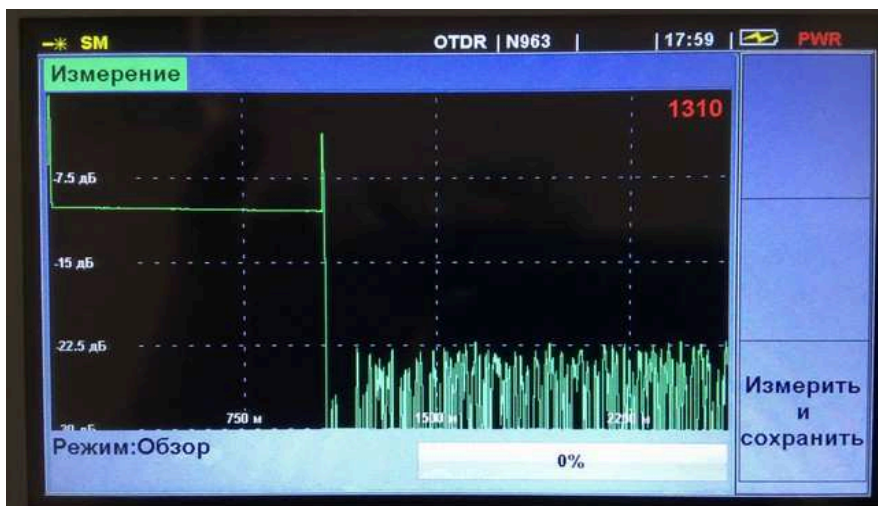 SM OTDR | N963 | | 17:59 | PWR
Измерение
1310
-7.5 дБ
-15 дБ
-22.5 дБ
750 м 1500 м 2250 м
Режим:Обзор
0%
Измерить
и
сохранить